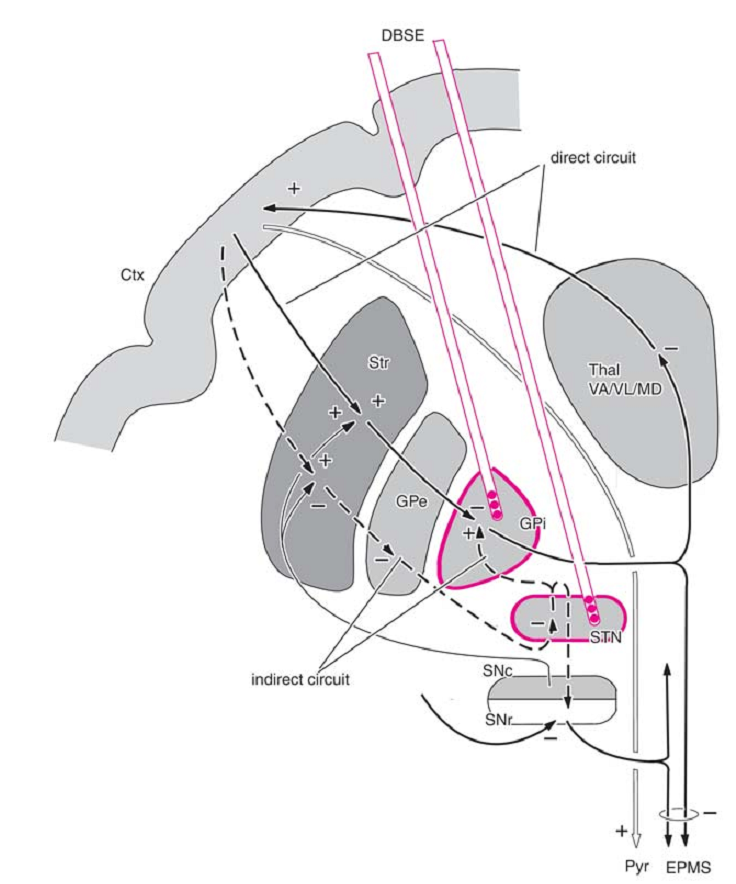 DBSE
direct circuit
+
Ctx
Str
Thal
VA/VL/MD
−
+
+
+
−
GPe
−
−
+
GPi
−
STN
indirect circuit
SNc
SNr
−
−
+
Pyr
EPMS